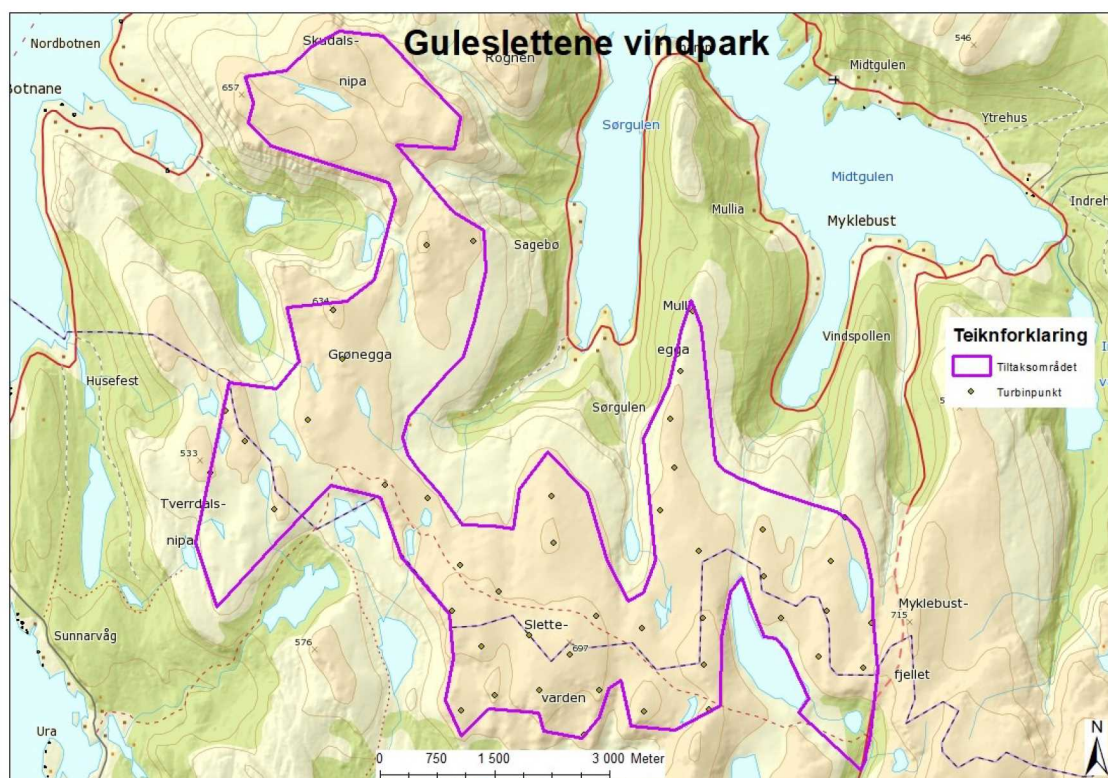 Guleslettene vindpark
Nordbotnen
Skudals-
nipa
Rognen
657
546
Midtgulen
Botnane
Sørgulen
Ytrehus
Midtgulen
Mullia
Myklebust
Indreh
Sagebø
634
Grønegga
Mull
egga
Vindspollen
Husefest
Sørgulen
Teiknforklaring
Tiltaksområdet
Turbinpunkt
533
Tverrdals-
nipa
Sunnarvåg
576
Slette-
697
varden
Myklebust-
715
fjellet
Ura
0 750 1 500 3 000 Meter
N